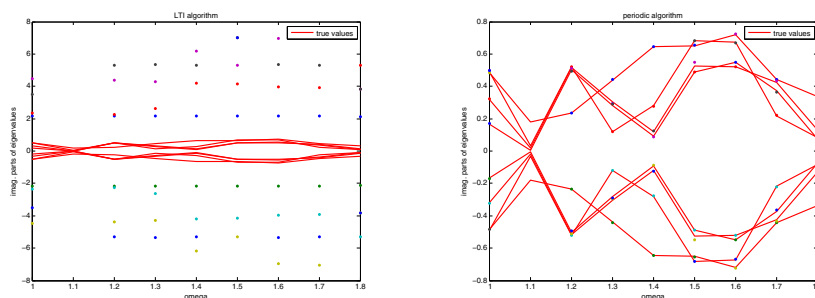 LTI algorithm
true values
imag. parts of eigenvalues
8
6
4
2
0
−2
−4
−6
−8
1 1.1 1.2 1.3 1.4 1.5 1.6 1.7 1.8
omega
periodic algorithm
true values
imag. parts of eigenvalues
0.8
0.6
0.4
0.2
0
−0.2
−0.4
−0.6
−0.8
1 1.1 1.2 1.3 1.4 1.5 1.6 1.7
omega